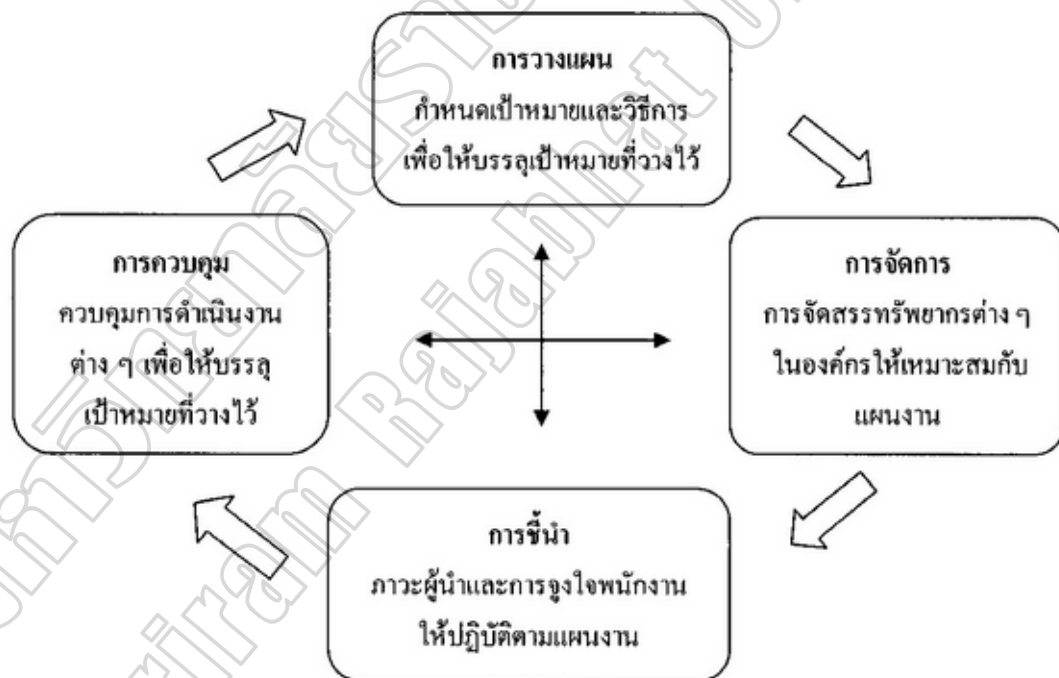 การวางแผน
กำหนดเป้าหมายและวิธีการ
เพื่อให้บรรลุเป้าหมายที่วางไว้
การจัดการ
การจัดสรรทรัพยากรต่าง ๆ
ในองค์กรให้เหมาะสมกับ
แผนงาน
การชี้นำ
ภาวะผู้นำและการจูงใจพนักงาน
ให้ปฏิบัติตามแผนงาน
การควบคุม
ควบคุมการดำเนินงาน
ต่าง ๆ เพื่อให้บรรลุ
เป้าหมายที่วางไว้
Rajabhat